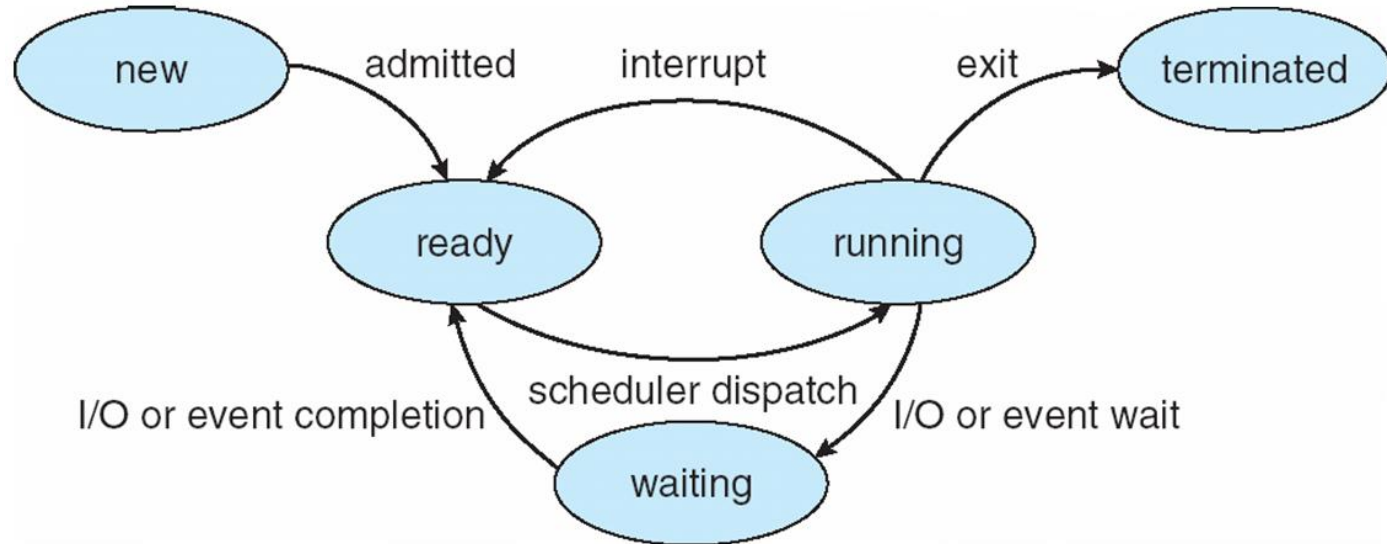 new
admitted
interrupt
exit
terminated
ready
running
scheduler dispatch
I/O or event completion
I/O or event wait
waiting